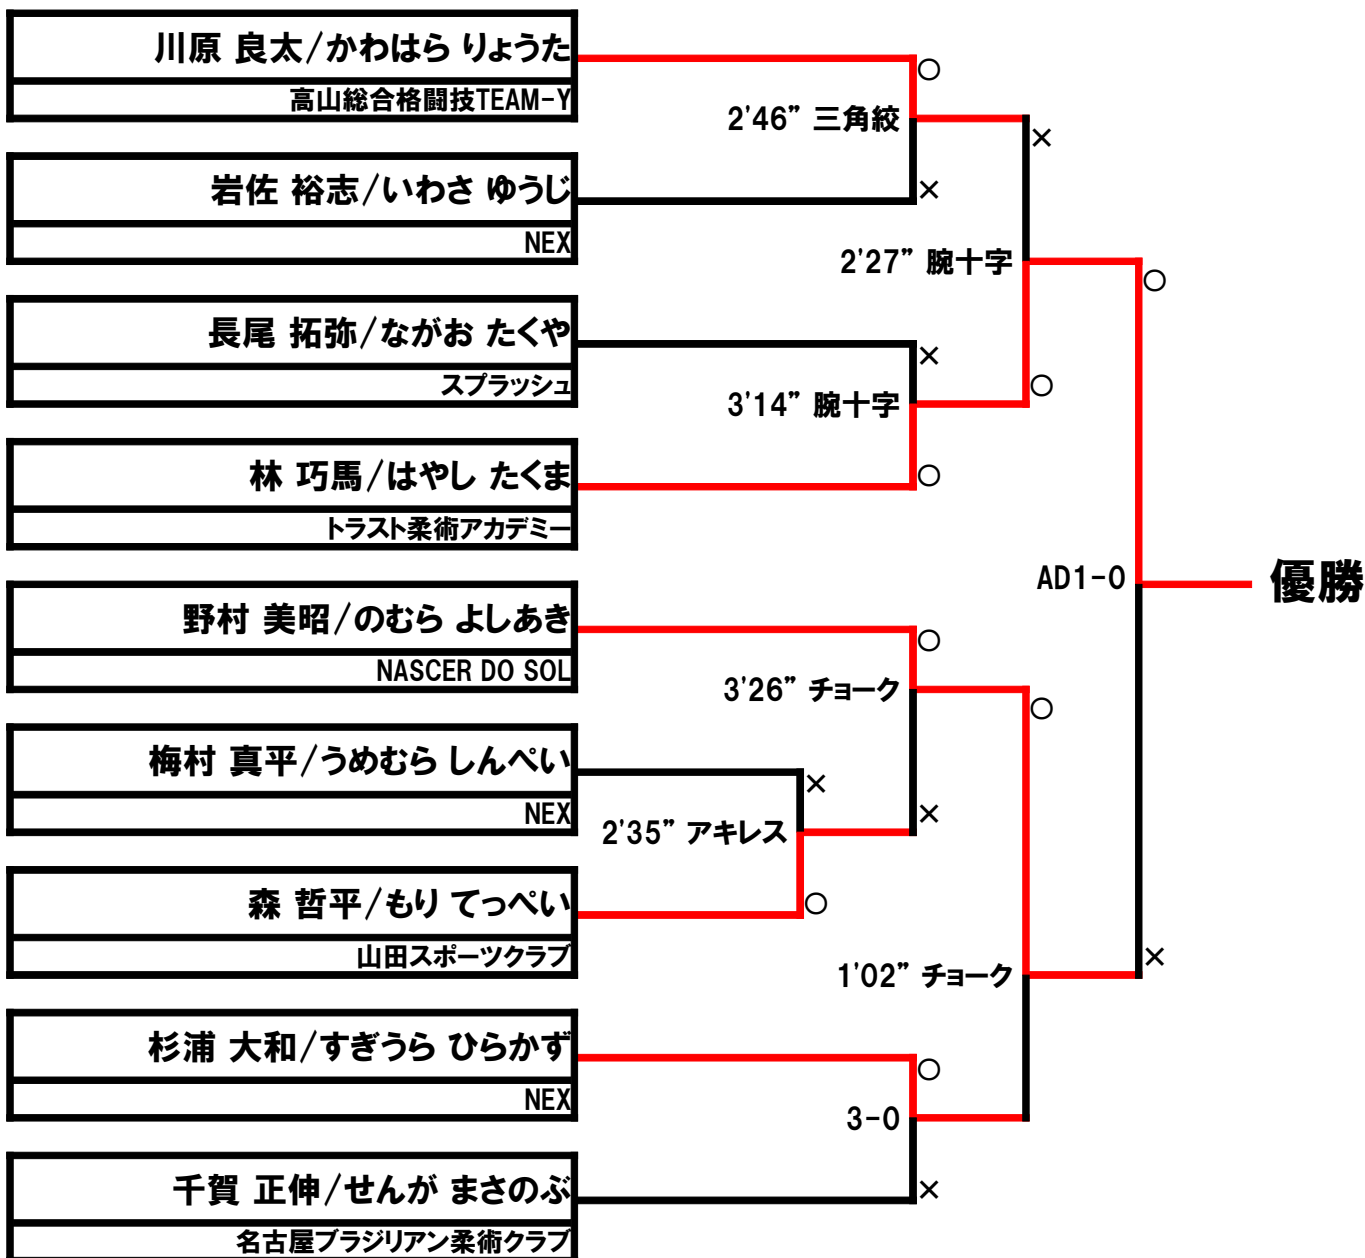 川原 良太/かわはら りょうた
高山総合格闘技TEAM-Y
○
2'46” 三角絞
×
岩佐 裕志/いわさ ゆうじ
×
NEX
2'27” 腕十字
○
長尾 拓弥/ながお たくや
×
スプラッシュ
○
3'14” 腕十字
林 巧馬/はやし たくま
○
トラスト柔術アカデミー
AD1-0
優勝
野村 美昭/のむら よしあき
○
NASCER DO SOL
3'26” チョーク
○
梅村 真平/うめむら しんぺい
×
NEX
×
2'35” アキレス
森 哲平/もり てっぺい
○
山田スポーツクラブ
×
1'02” チョーク
杉浦 大和/すぎうら ひらかず
○
NEX
3-0
千賀 正伸/せんが まさのぶ
×
名古屋ブラジリアン柔術クラブ